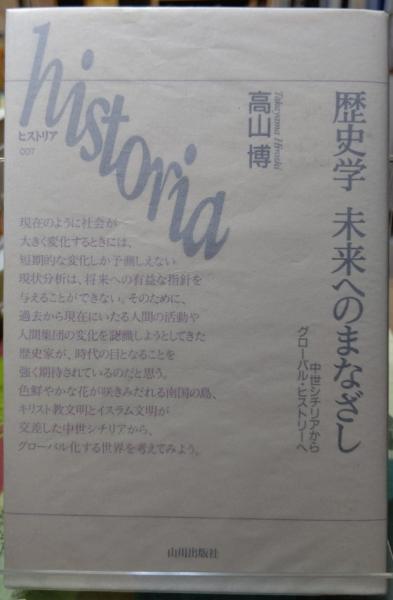 historia
ヒストリア
007
歴史学 未来へのまなざし
中世シチリアから
グローバル・ヒストリーへ
高山 博
Takayama Hiroshi
現在のように社会が
大きく変化するときには、
短期的な変化しか予測しえない
現状分析は、将来への有益な指針を
与えることができない。そのために、
過去から現在にいたる人間の活動や
人間集団の変化を認識しようとしてきた
歴史家が、時代の目となることを
強く期待されているのだと思う。
色鮮やかな花が咲きみだれる南国の島、
キリスト教文明とイスラム文明が
交差した中世シチリアから、
グローバル化する世界を考えてみよう。
山川出版社